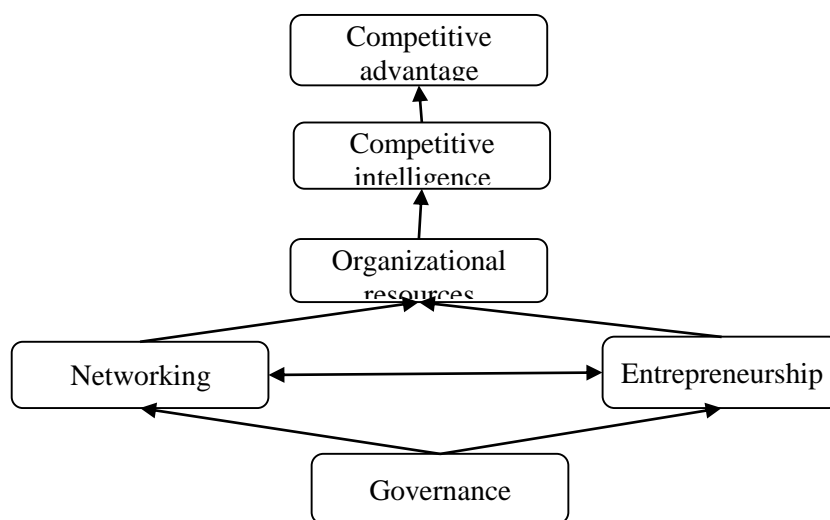 Competitive
advantage
Competitive
intelligence
Organizational
resources
Networking
Entrepreneurship
Governance